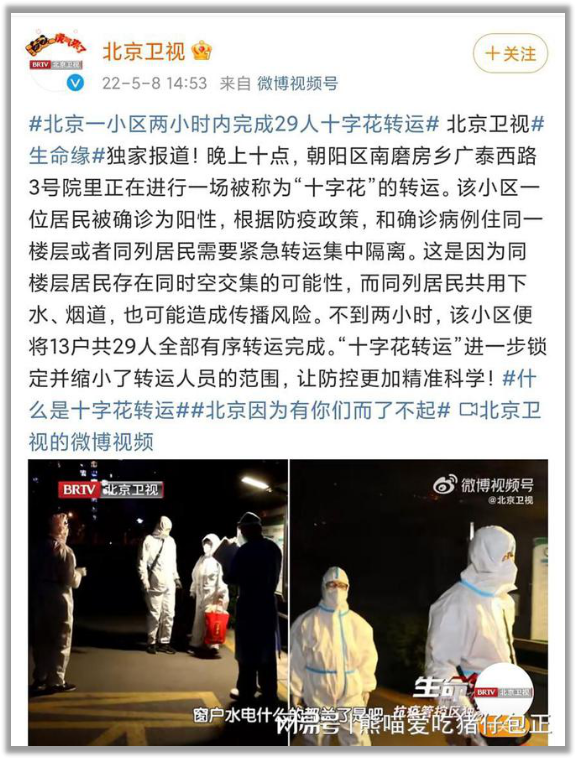 北京卫视
+关注
BRTV 北京卫视
22-5-8 14:53 来自 微博视频号
#北京一小区两小时内完成29人十字花转运# 北京卫视#
生命缘#独家报道！晚上十点，朝阳区南磨房乡广泰西路
3号院里正在进行一场被称为“十字花”的转运。该小区一
位居民被确诊为阳性，根据防疫政策，和确诊病例住同一
楼层或者同列居民需要紧急转运集中隔离。这是因为同
楼层居民存在同时空交集的可能性，而同列居民共用下
水、烟道，也可能造成传播风险。不到两小时，该小区便
将13户共29人全部有序转运完成。“十字花转运”进一步锁
定并缩小了转运人员的范围，让防控更加精准科学！#什
么是十字花转运##北京因为有你们而了不起# 北京卫
视的微博视频
BRTV 北京卫视
微博视频号
@北京卫视
生命
BRTV 北京卫视
窗户水电什么的都关了是吧
抗疫管控区
搜狐号|熊喵爱吃猪仔包正